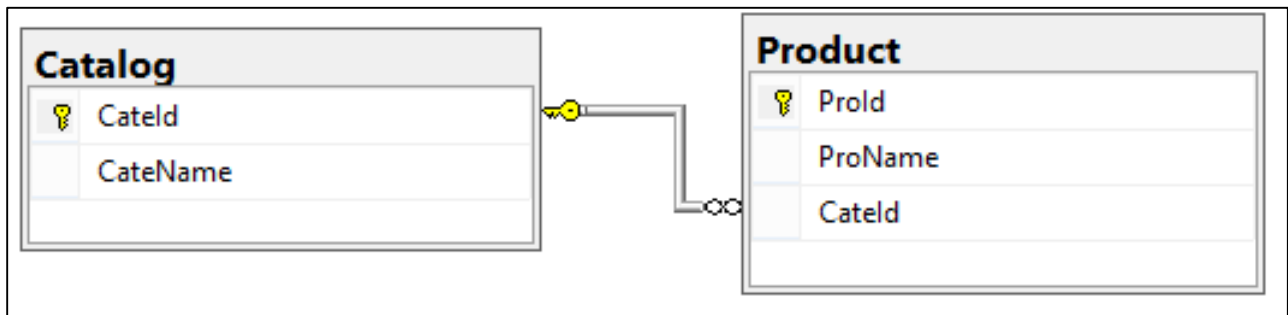 Catalog
CateId
CateName
Product
ProId
ProName
CateId